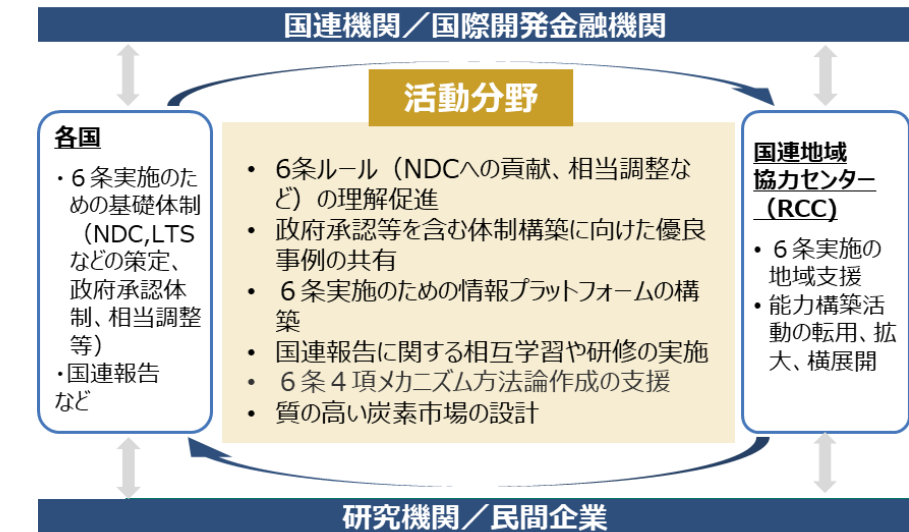 国連機関／国際開発金融機関
活動分野
各国
・６条実施のた
めの基礎体制
（NDC,LTS
などの策定、
政府承認体
制、相当調整
等）
・国連報告
など
• 6条ルール（NDCへの貢献、相当調整な
ど）の理解促進
• 政府承認等を含む体制構築に向けた優良
事例の共有
• ６条実施のための情報プラットフォームの構
築
• 国連報告に関する相互学習や研修の実施
• ６条４項メカニズム方法論作成の支援
• 質の高い炭素市場の設計
国連地域
協力センター
（RCC)
• ６条実施の
地域支援
• 能力構築活
動の転用、拡
大、横展開
研究機関／民間企業